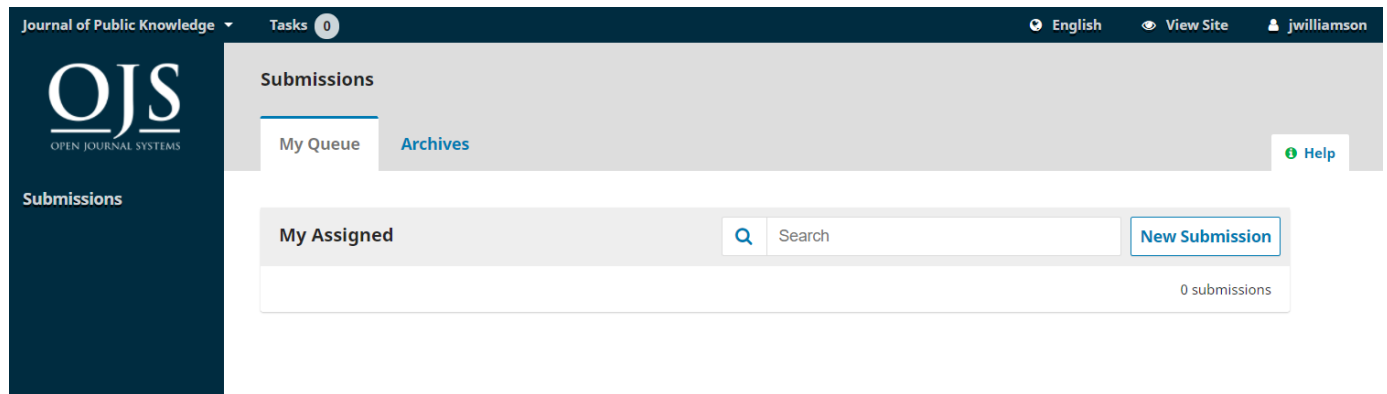 Journal of Public Knowledge Tasks 0 English View Site jwilliamson
OJS
OPEN JOURNAL SYSTEMS
Submissions
Submissions
My Queue Archives
Help
My Assigned Search New Submission
0 submissions